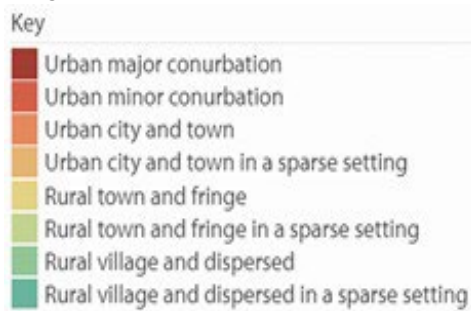 Key
Urban major conurbation
Urban minor conurbation
Urban city and town
Urban city and town in a sparse setting
Rural town and fringe
Rural town and fringe in a sparse setting
Rural village and dispersed
Rural village and dispersed in a sparse setting